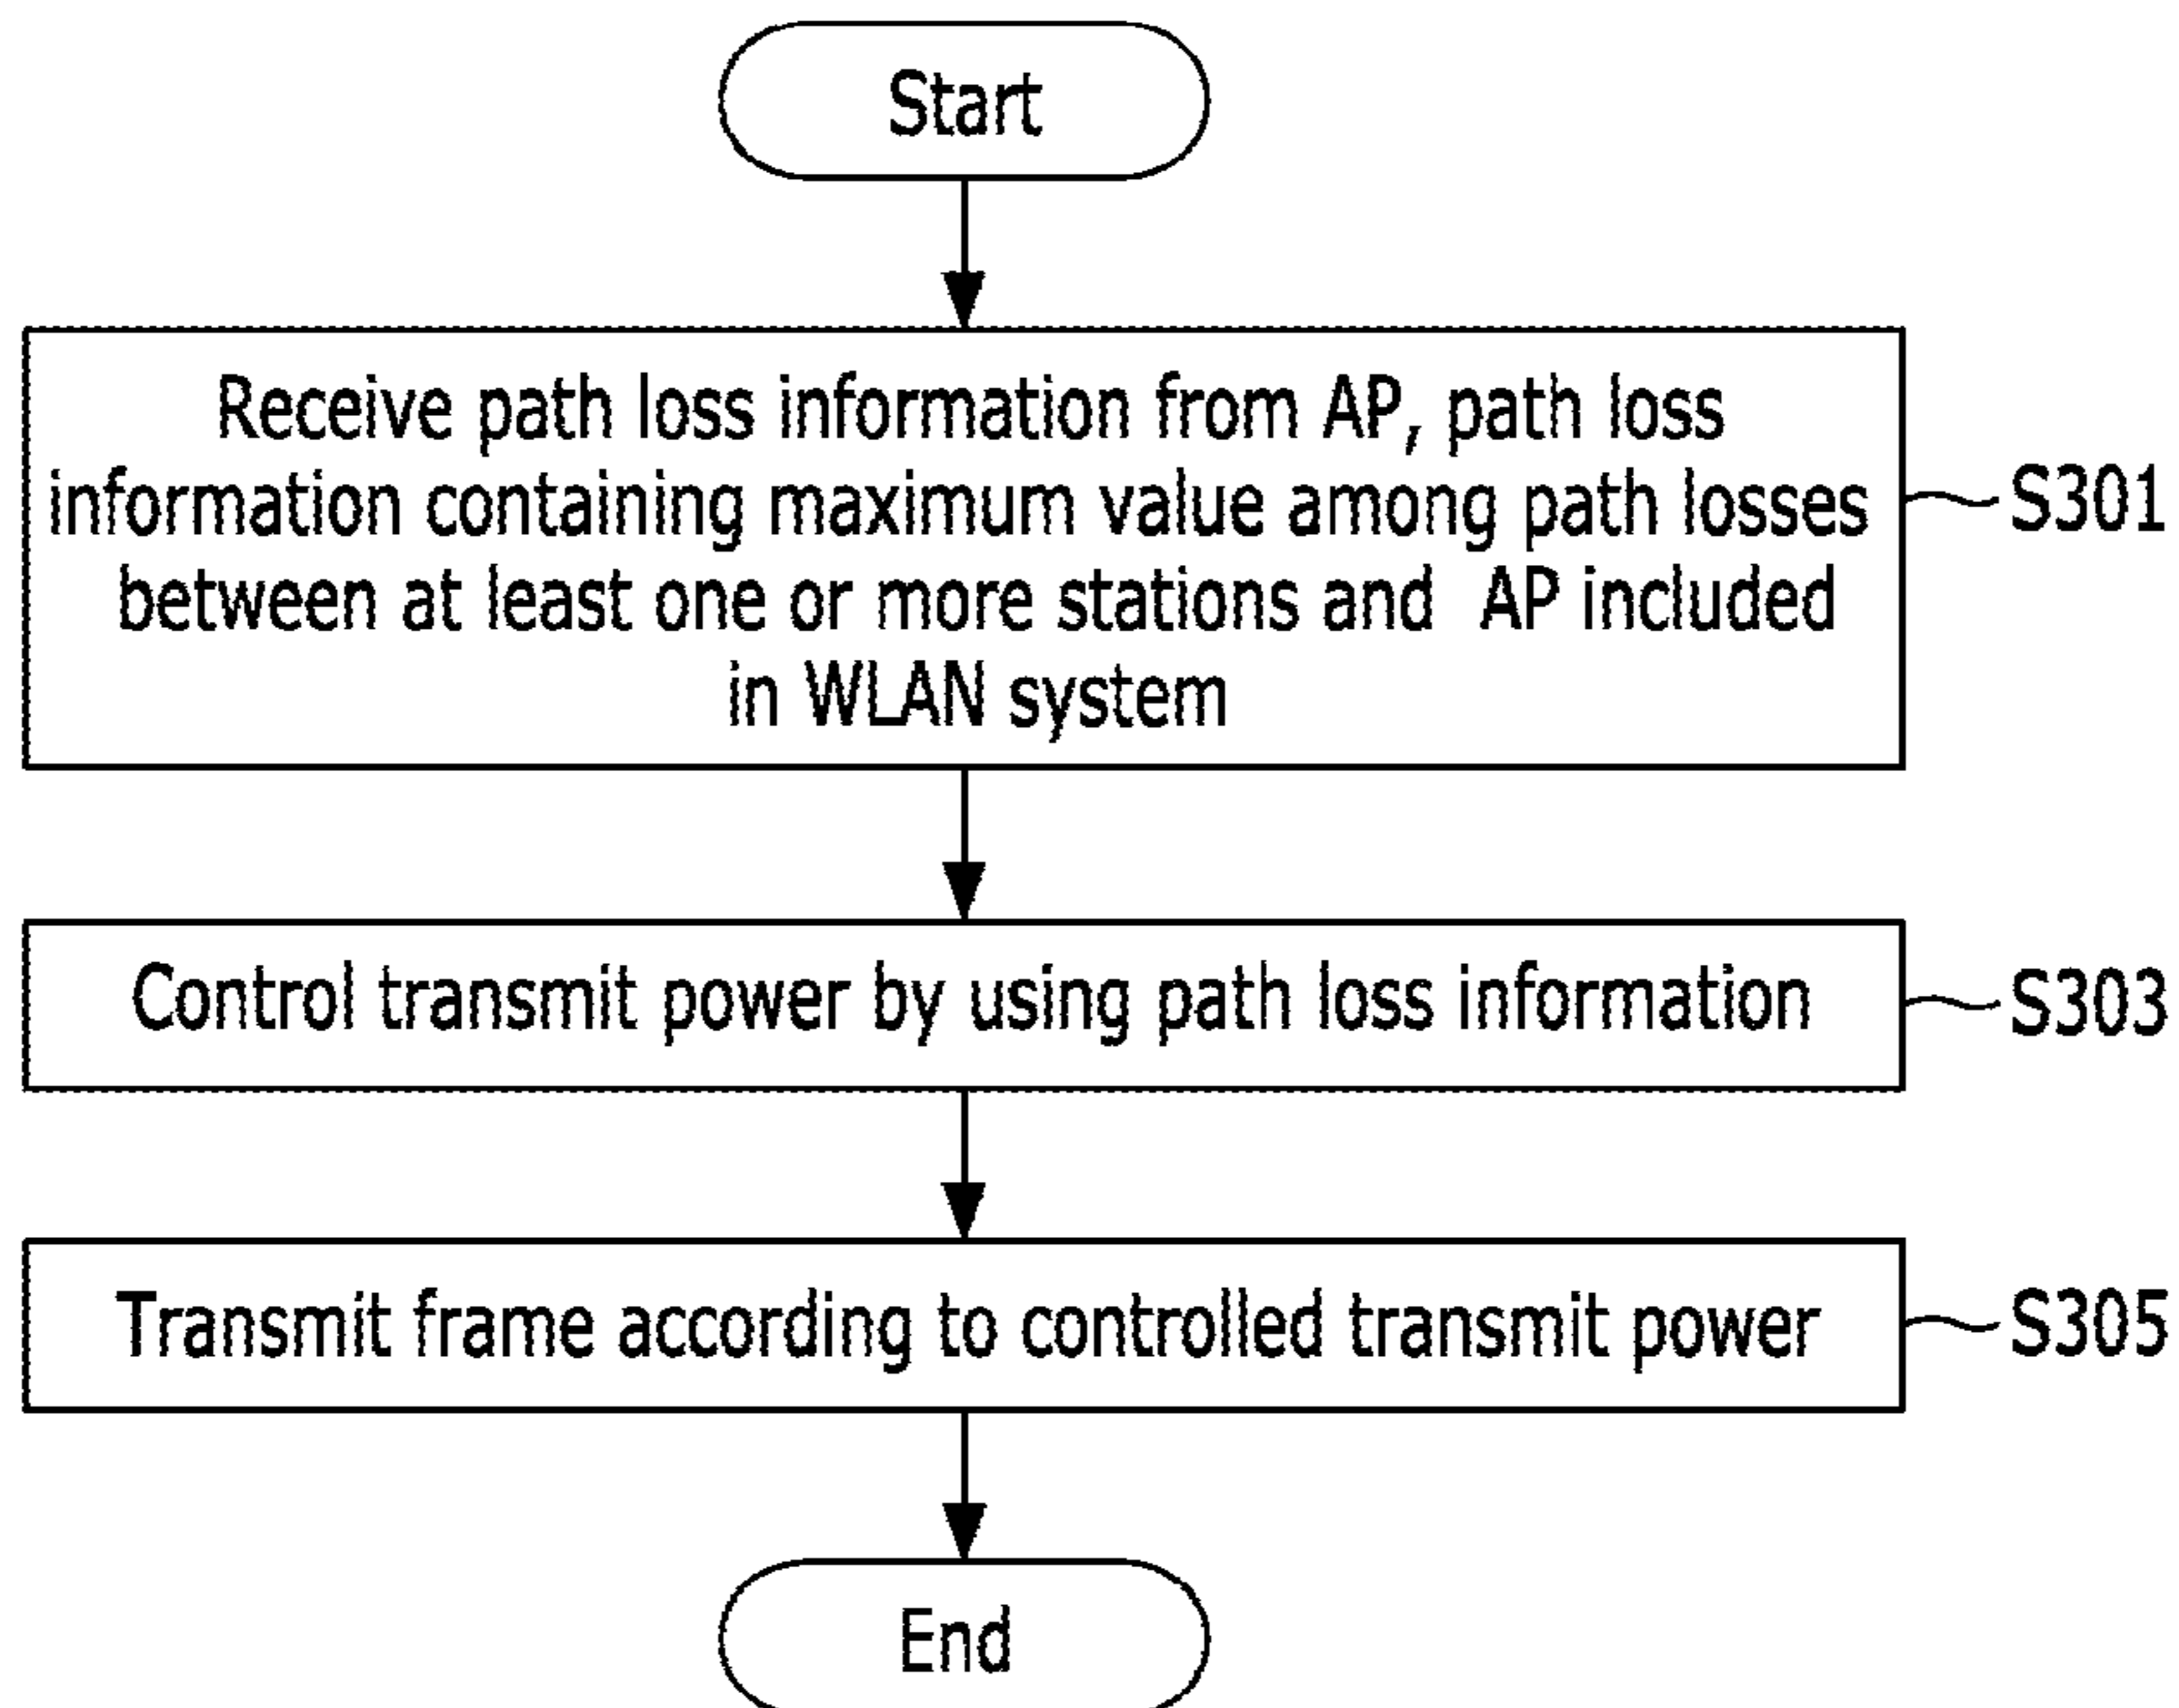 Start
Receive path loss information from AP, path loss
information containing maximum value among path losses
between at least one or more stations and AP included
in WLAN system
S301
Control transmit power by using path loss information
S303
Transmit frame according to controlled transmit power
S305
End